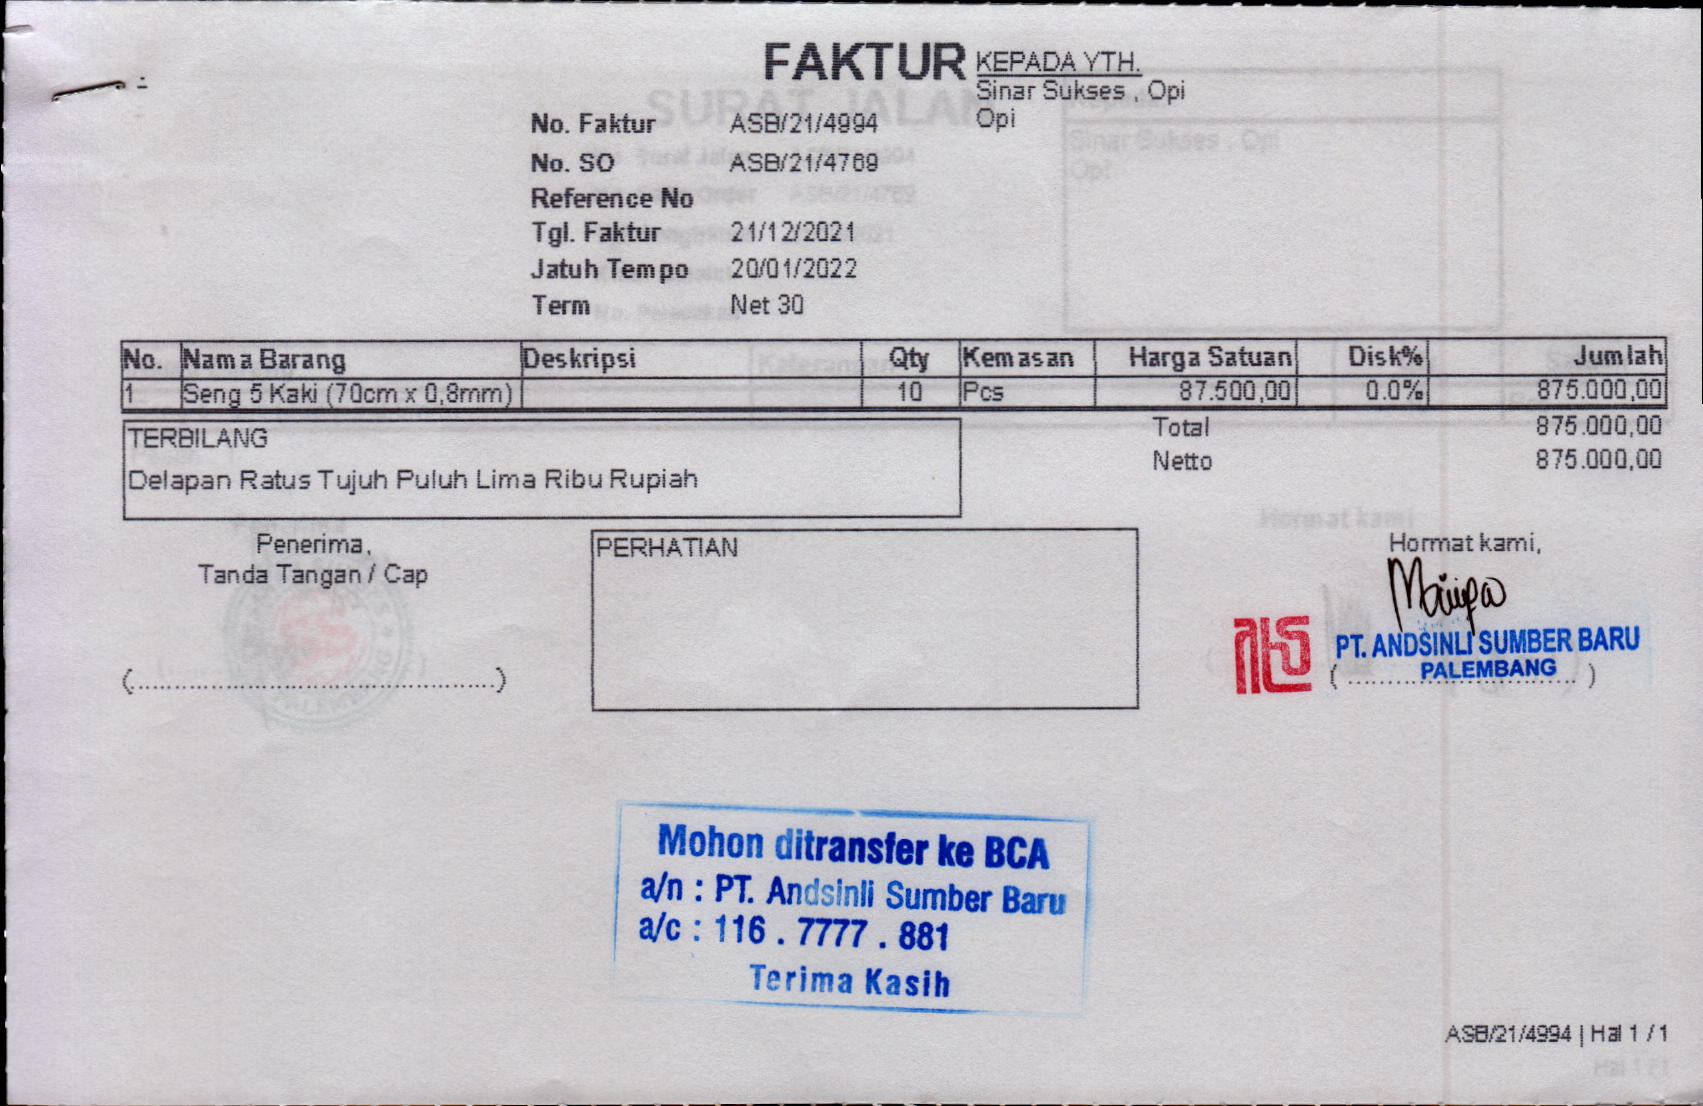 FAKTUR
KEPADA YTH.
Sinar Sukses , Opi
Opi
No. Faktur ASB/21/4994
No. SO ASB/21/4769
Reference No
Tgl. Faktur 21/12/2021
Jatuh Tempo 20/01/2022
Term Net 30
No. Nama Barang Deskripsi Qty Kemasan Harga Satuan Disk% Jumlah
1 Seng 5 Kaki (70cm x 0,8mm) 10 Pcs 87.500,00 0.0% 875.000,00
TERBILANG
Delapan Ratus Tujuh Puluh Lima Ribu Rupiah
Total 875.000,00
Netto 875.000,00
Penerima,
Tanda Tangan / Cap
(................................................)
PERHATIAN
Hormat kami,
PT. ANDSINLI SUMBER BARU
PALEMBANG
Mohon ditransfer ke BCA
a/n : PT. Andsinli Sumber Baru
a/c : 116 . 7777 . 881
Terima Kasih
ASB/21/4994 | Hal 1 / 1